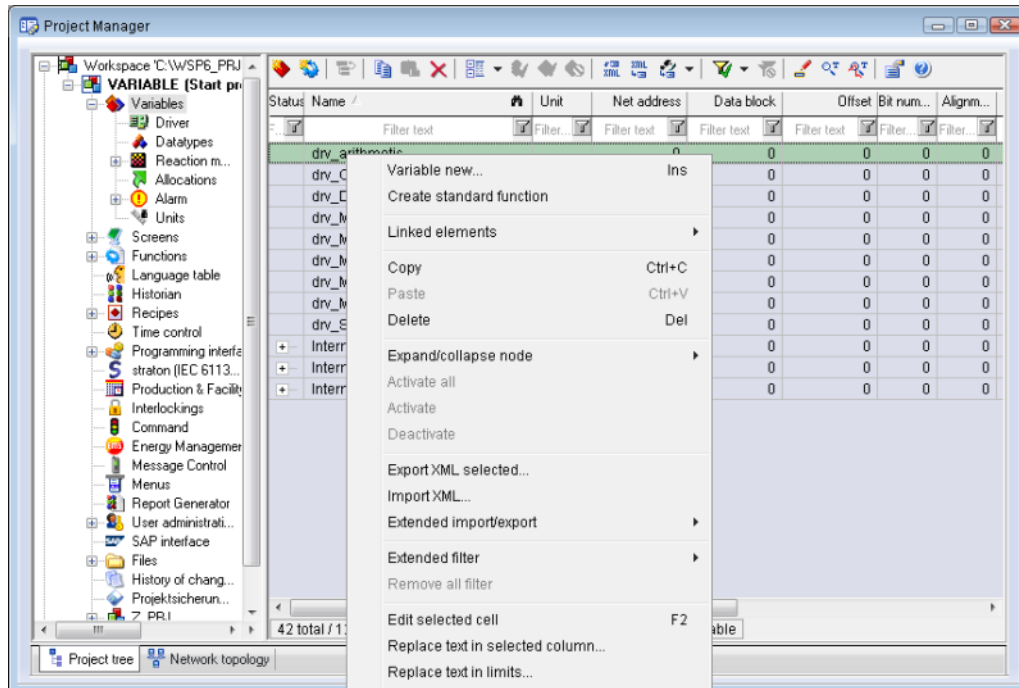 Project Manager
Workspace 'C:\WSP6_PRJ
VARIABLE (Start pr
Variables
Driver
Datatypes
Reaction m...
Allocations
Alarm
Units
Screens
Functions
Language table
Historian
Recipes
Time control
Programming interfa
straton (IEC 6113...
Production & Facilit
Interlockings
Command
Energy Managemer
Message Control
Menus
Report Generator
User administrati...
SAP interface
Files
History of chang...
Projektsicherun...
Z_PRJ
Project tree Network topology
Status Name Unit Net address Data block Offset Bit num... Alignm...
F... Filter text Filter... Filter text Filter text Filter text Filter... Filter...
drv_arithmetic 0 0 0 0 0
drv_C 0 0 0 0
drv_D 0 0 0 0
drv_M 0 0 0 0
drv_M 0 0 0 0
drv_M 0 0 0 0
drv_M 0 0 0 0
drv_M 0 0 0 0
drv_S 0 0 0 0
Interr 0 0 0 0
Interr 0 0 0 0
Interr 0 0 0 0
42 total / 1
able
Variable new... Ins
Create standard function
Linked elements
Copy Ctrl+C
Paste Ctrl+V
Delete Del
Expand/collapse node
Activate all
Activate
Deactivate
Export XML selected...
Import XML...
Extended import/export
Extended filter
Remove all filter
Edit selected cell F2
Replace text in selected column...
Replace text in limits...